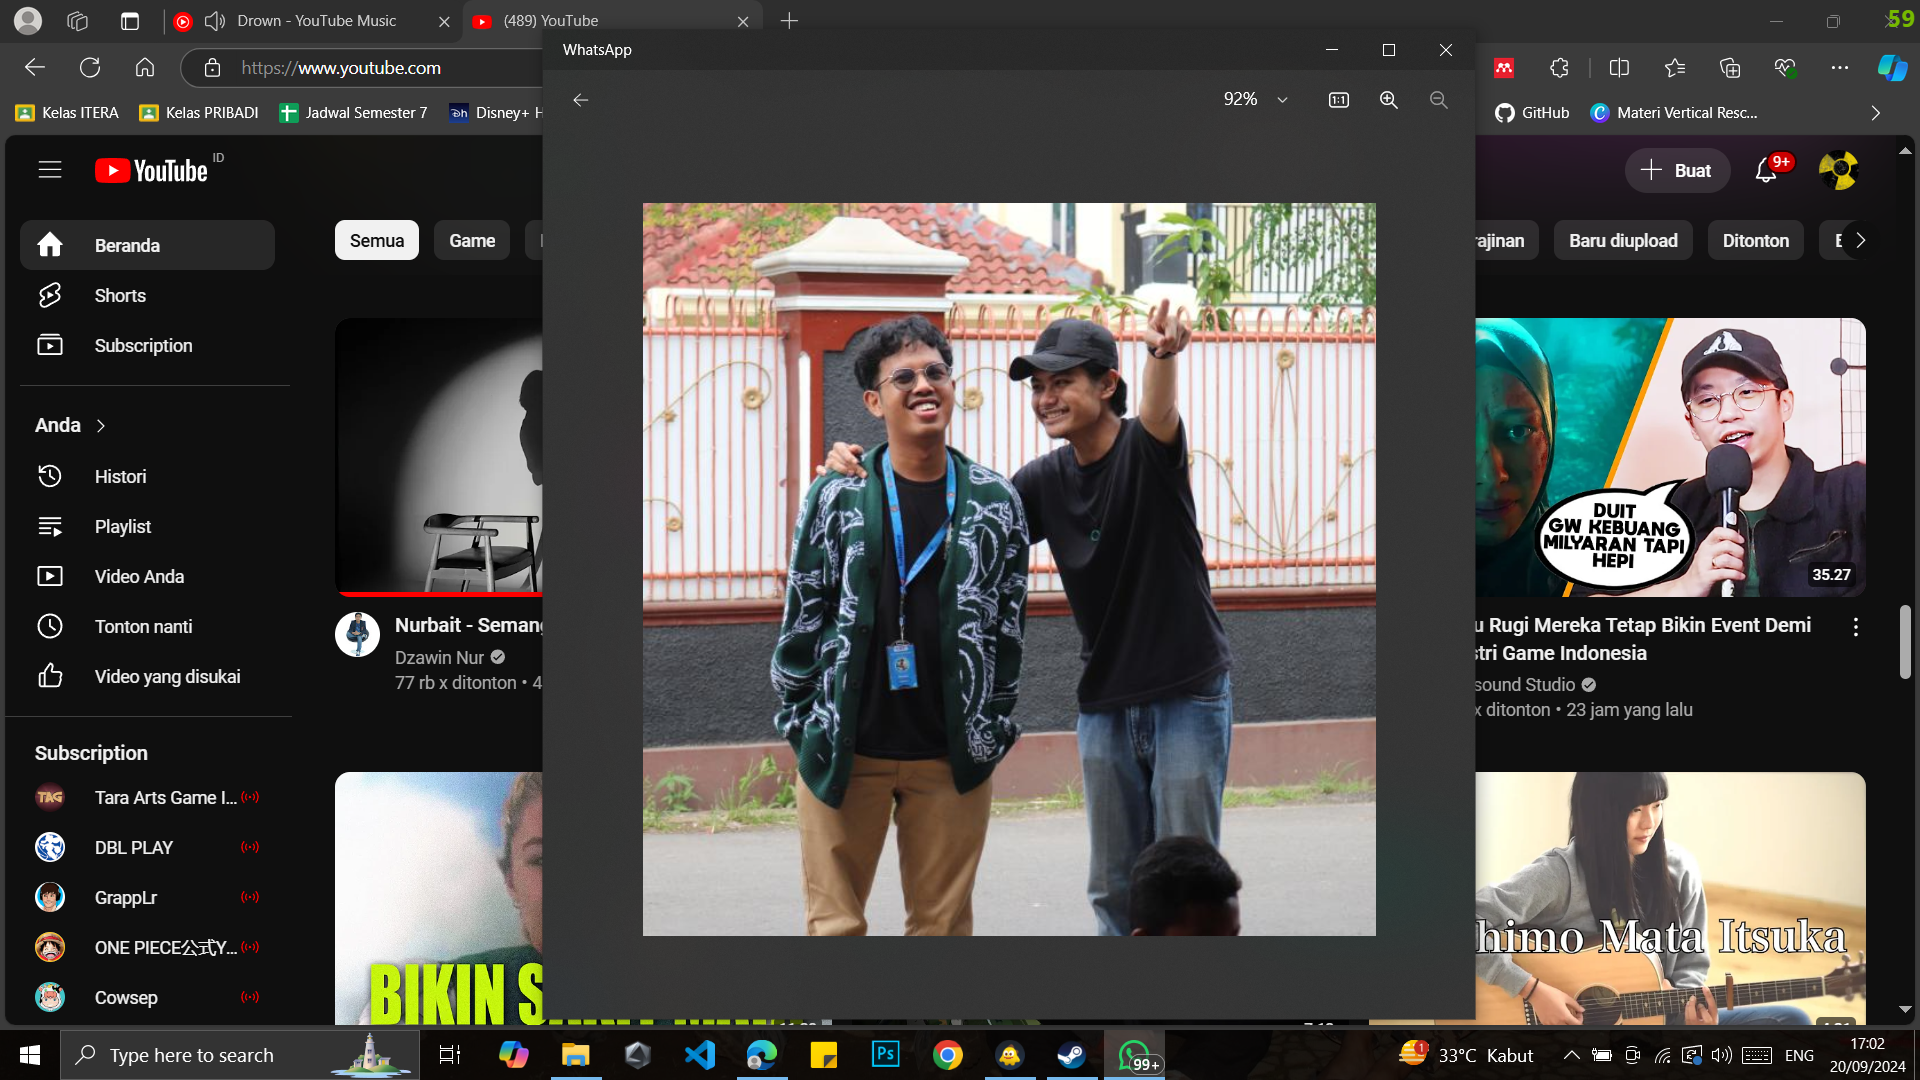 Drown - YouTube Music
(489) YouTube
59
WhatsApp
https://www.youtube.com
92%
1:1
Kelas ITERA
Kelas PRIBADI
Jadwal Semester 7
Disney+ H
GitHub
Materi Vertical Resc...
YouTube ID
Buat
9+
Beranda
Shorts
Subscription
Anda
Histori
Playlist
Video Anda
Tonton nanti
Video yang disukai
Subscription
TAG
Tara Arts Game I...
DBL PLAY
GrappLr
ONE PIECE公式Y...
Cowsep
Semua
Game
rajinan
Baru diupload
Ditonton
Nurbait - Semang
Dzawin Nur
77 rb x ditonton • 4
DUIT
GW KEBUANG
MILYARAN TAPI
HEPI
35.27
u Rugi Mereka Tetap Bikin Event Demi
stri Game Indonesia
sound Studio
x ditonton • 23 jam yang lalu
BIKIN S
himo Mata Itsuka
Type here to search
Ps
99+
1
33°C Kabut
ENG
17:02
20/09/2024